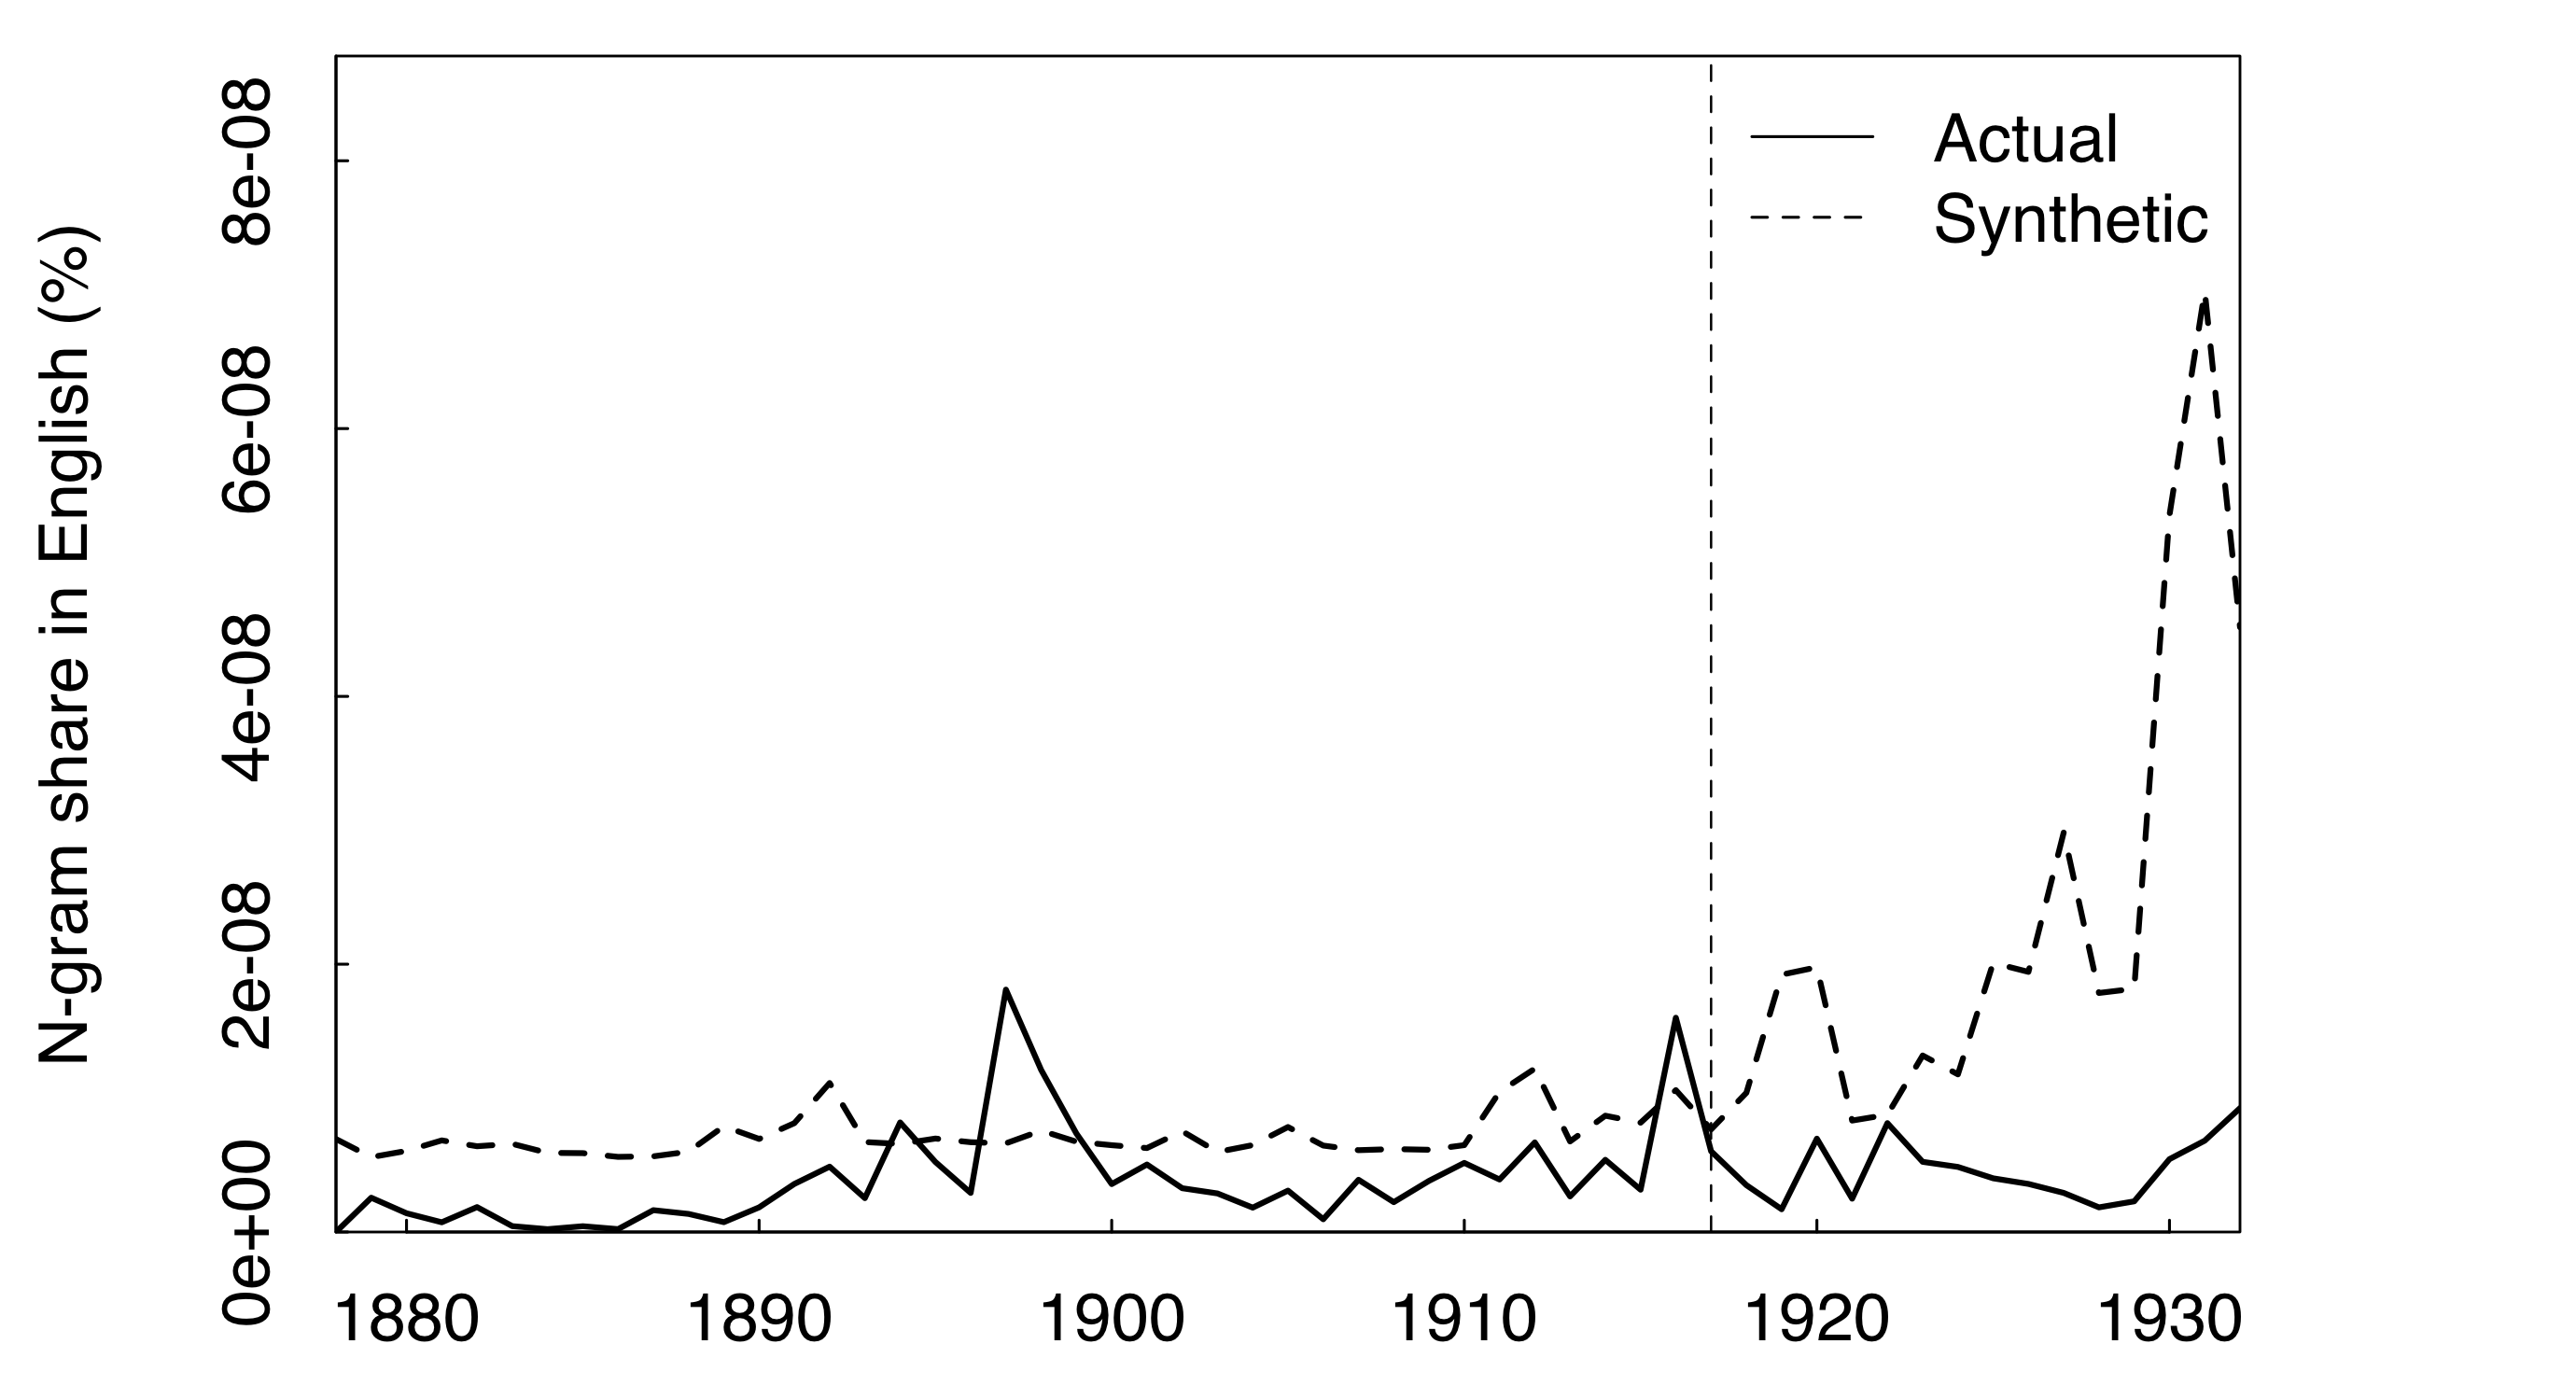 N-gram share in English (%)
8e-08
6e-08
4e-08
2e-08
0e+00
Actual
Synthetic
1880 1890 1900 1910 1920 1930